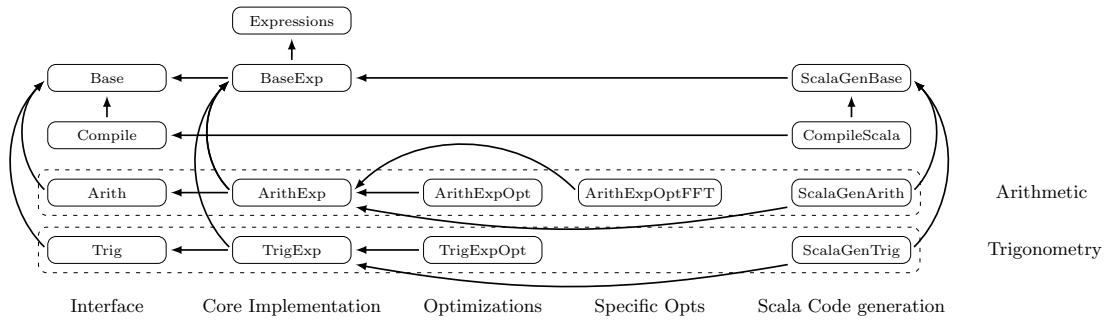 Expressions
Base BaseExp ScalaGenBase
Compile CompileScala
Arith ArithExp ArithExpOpt ArithExpOptFFT ScalaGenArith Arithmetic
Trig TrigExp TrigExpOpt ScalaGenTrig Trigonometry
Interface Core Implementation Optimizations Specific Opts Scala Code generation